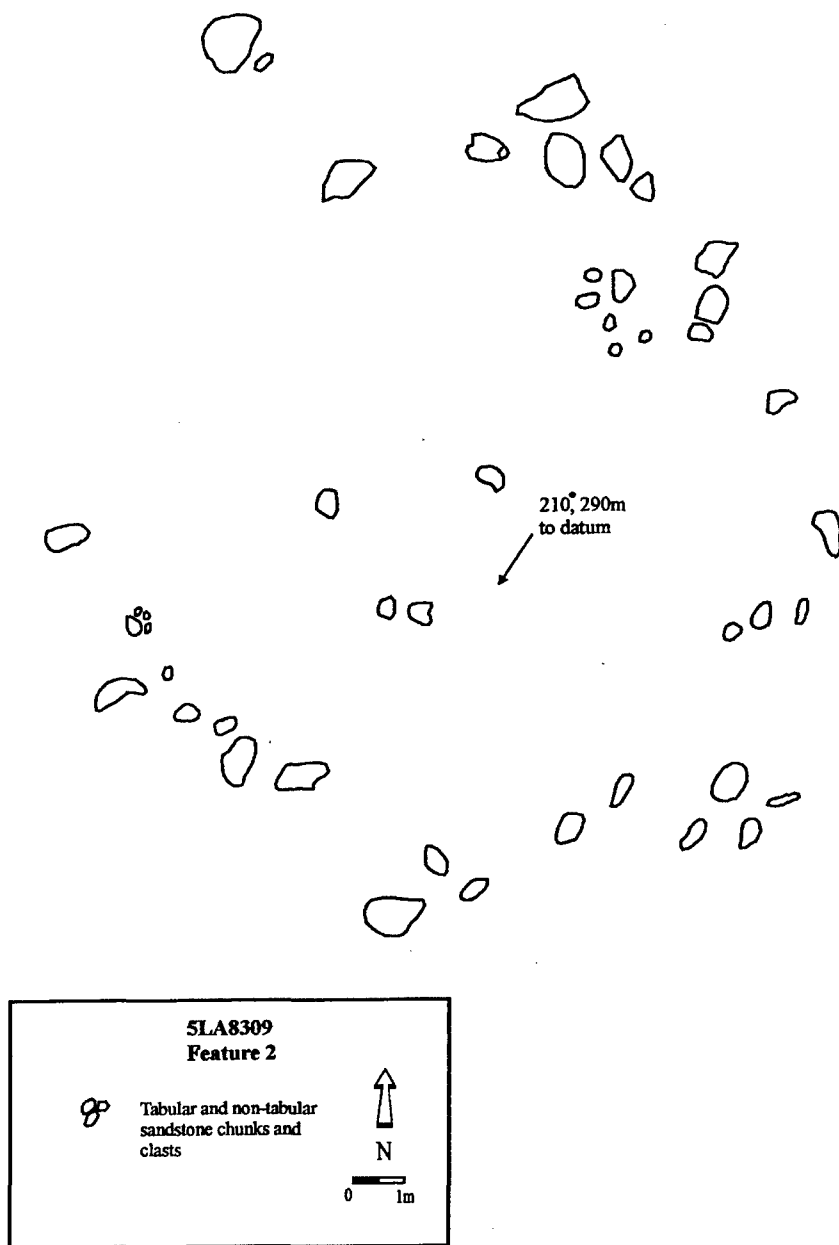 210° 290m
to datum
5LA8309
Feature 2
Tabular and non-tabular
sandstone chunks and
clasts
N
0 1m